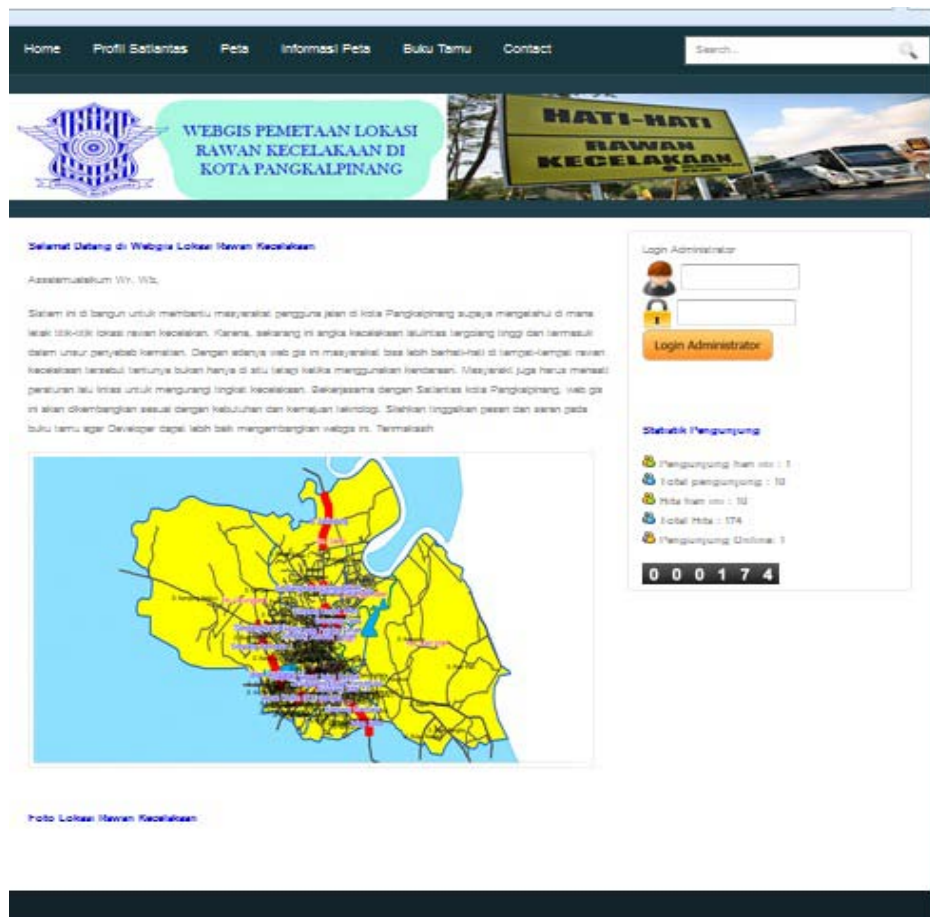 Home Profil Satlantas Peta Informasi Peta Buku Tamu Contact
Search...
WEBGIS PEMETAAN LOKASI
RAWAN KECELAKAAN DI
KOTA PANGKALPINANG
HATI-HATI
RAWAN
KECELAKAAN
Selamat Datang di Webgis Lokasi Rawan Kecelakaan
Assalamualaikum Wr. Wb,
Sistem ini di bangun untuk membantu masyarakat pengguna jalan di kota Pangkalpinang supaya mengetahui di mana
letak titik-titik lokasi rawan kecelakan. Karena, sekarang ini angka kecelakaan lalulintas tergolong tinggi dan termasuk
dalam unsur penyebab kematian. Dengan adanya web gis ini masyarakat bisa lebih berhati-hati di tempat-tempat rawan
kecelakaan tersebut tentunya bukan hanya di situ tetapi ketika menggunakan kendaraan. Masyarakt juga harus menaati
peraturan lalu lintas untuk mengurangi tingkat kecelakaan. Bekerjasama dengan Satlantas kota Pangkalpinang, web gis
ini akan dikembangkan sesuai dengan kebutuhan dan kemajuan teknologi. Silahkan tinggalkan pesan dan saran pada
buku tamu agar Developer dapat lebih baik mengembangkan webgis ini. Terimakasih
Foto Lokasi Rawan Kecelakaan
Login Administrator
Login Administrator
Statistik Pengunjung
Pengunjung hari ini : 1
Total pengunjung : 10
Hits hari ini : 10
Total Hits : 174
Pengunjung Online: 1
000174